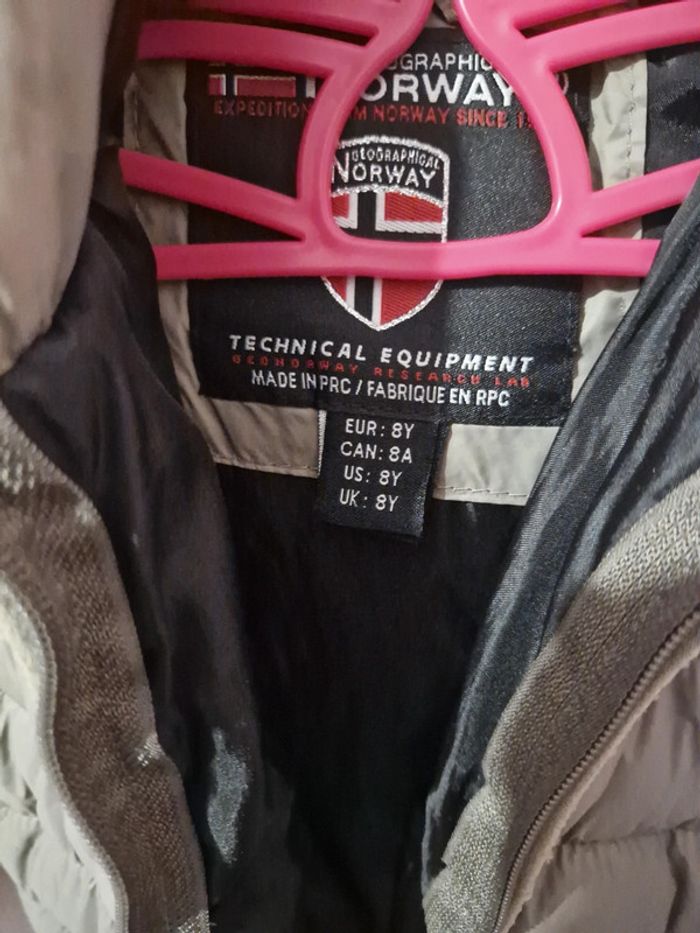 NORWAY
EXPEDITION NORWAY SINCE
GEOGRAPHICAL
NORWAY
TECHNICAL EQUIPMENT
GEONORWAY RESEARCH LAB
MADE IN PRC / FABRIQUE EN RPC
EUR: 8Y
CAN: 8A
US: 8Y
UK: 8Y